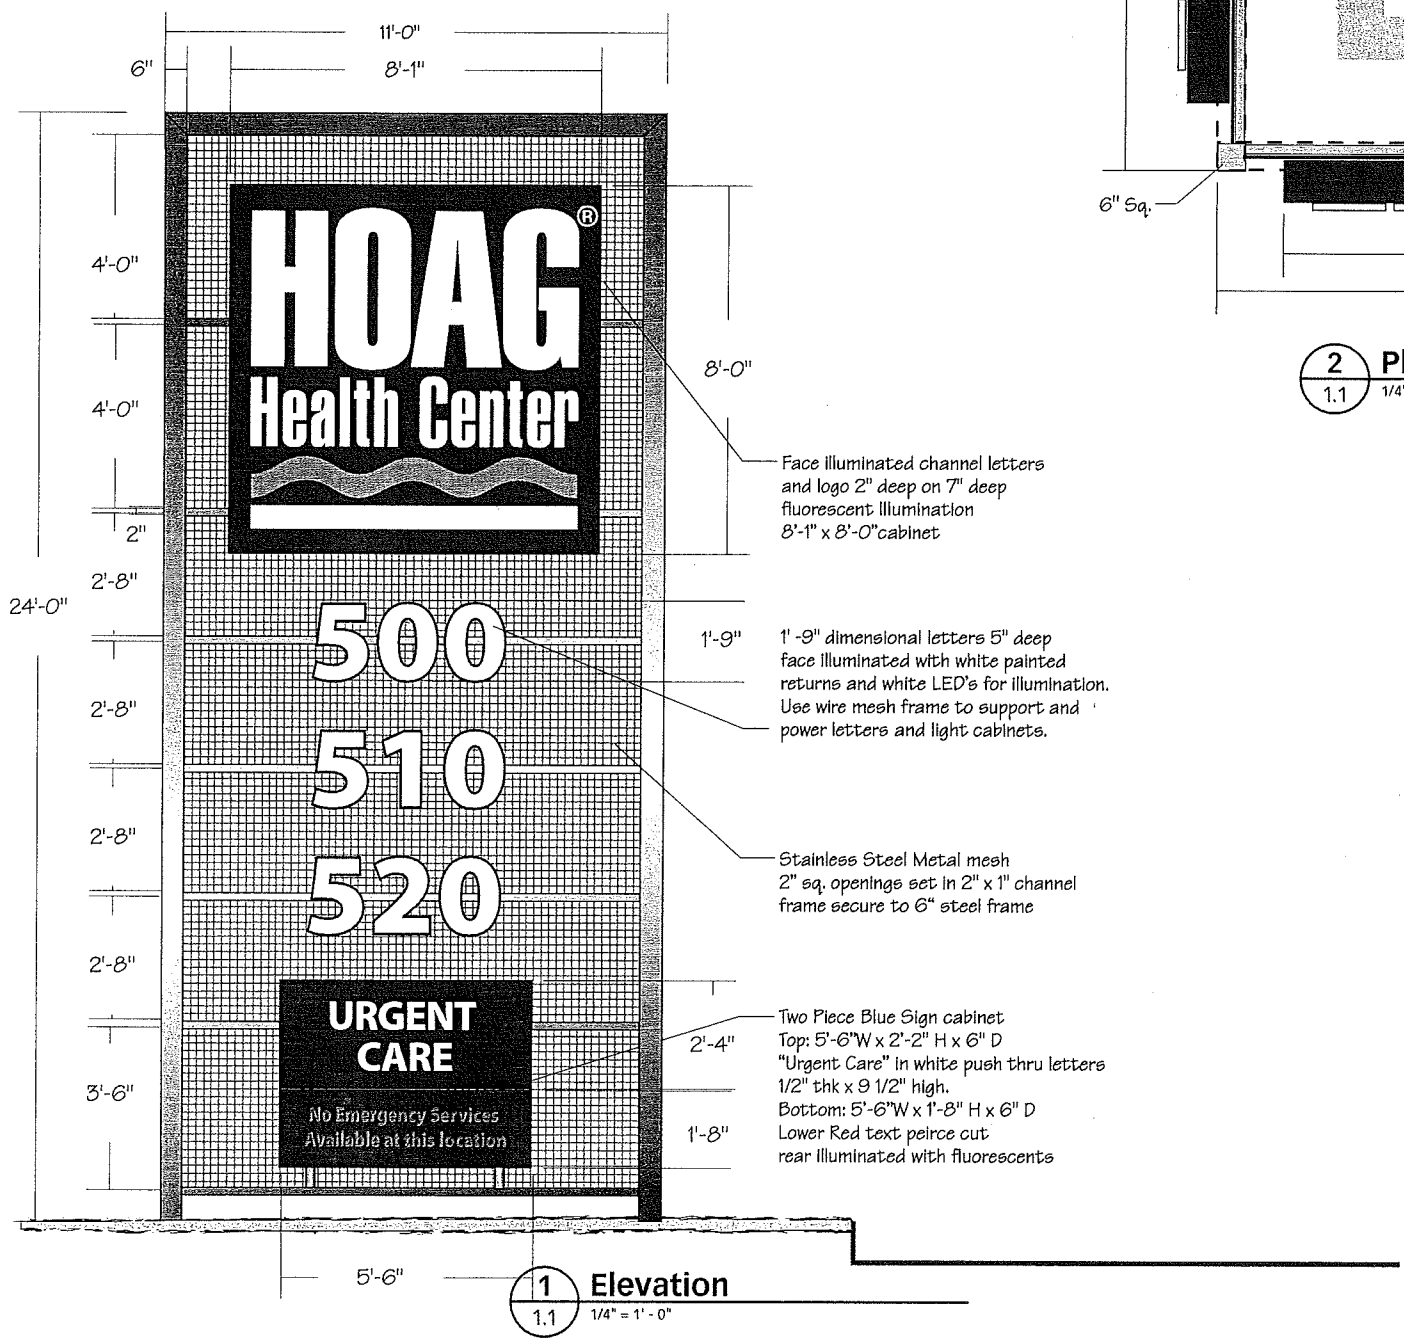 11'-0"
6"
8'-1"
HOAG®
Health Center
4'-0"
4'-0"
2"
2'-8"
24'-0"
2'-8"
2'-8"
2'-8"
3'-6"
8'-0"
1'-9"
500
510
520
URGENT
CARE
No Emergency Services
Available at this location
2'-4"
1'-8"
5'-6"
Face illuminated channel letters
and logo 2" deep on 7" deep
fluorescent illumination
8'-1" x 8'-0"cabinet
1' -9" dimensional letters 5" deep
face illuminated with white painted
returns and white LED's for illumination.
Use wire mesh frame to support and
power letters and light cabinets.
Stainless Steel Metal mesh
2" sq. openings set in 2" x 1" channel
frame secure to 6" steel frame
Two Piece Blue Sign cabinet
Top: 5'-6"W x 2'-2" H x 6" D
"Urgent Care" in white push thru letters
1/2" thk x 9 1/2" high.
Bottom: 5'-6"W x 1'-8" H x 6" D
Lower Red text peirce cut
rear illuminated with fluorescents
1
1.1
Elevation
1/4" = 1' - 0"
6" Sq.
2
1.1
1/4"